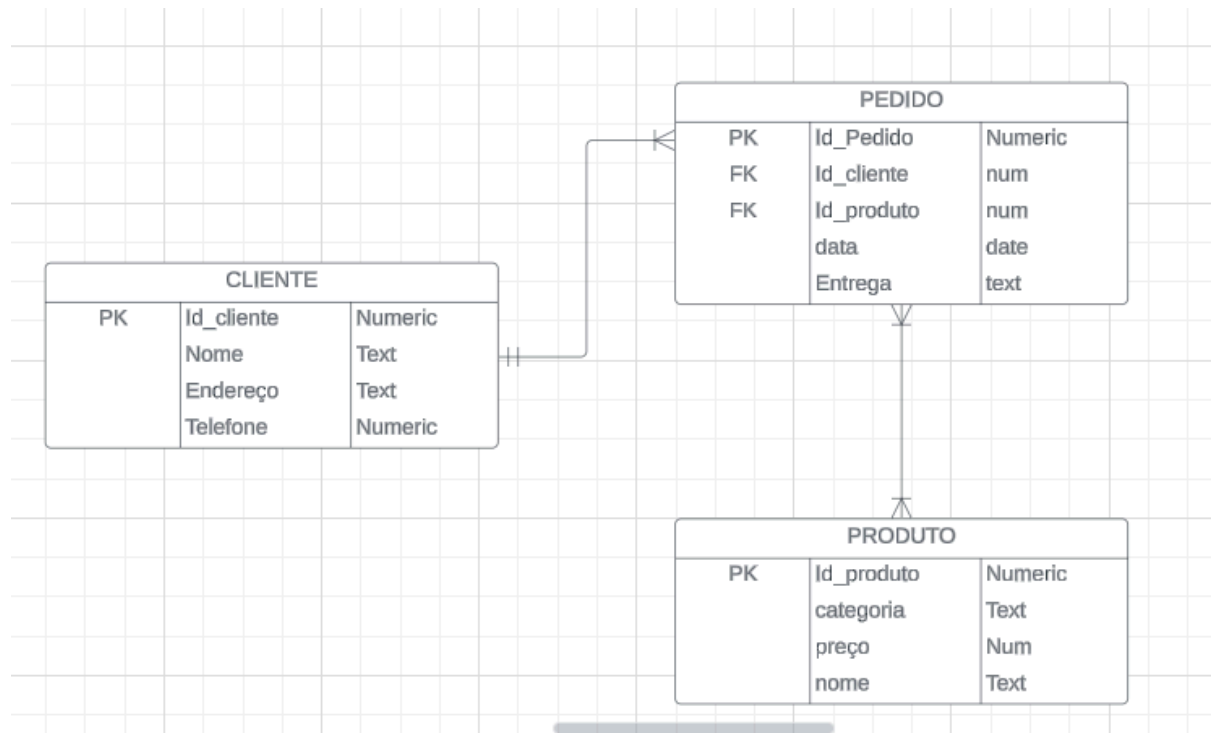 PEDIDO
PK Id_Pedido Numeric
FK Id_cliente num
FK Id_produto num
data date
Entrega text
CLIENTE
PK Id_cliente Numeric
Nome Text
Endereço Text
Telefone Numeric
PRODUTO
PK Id_produto Numeric
categoria Text
preço Num
nome Text